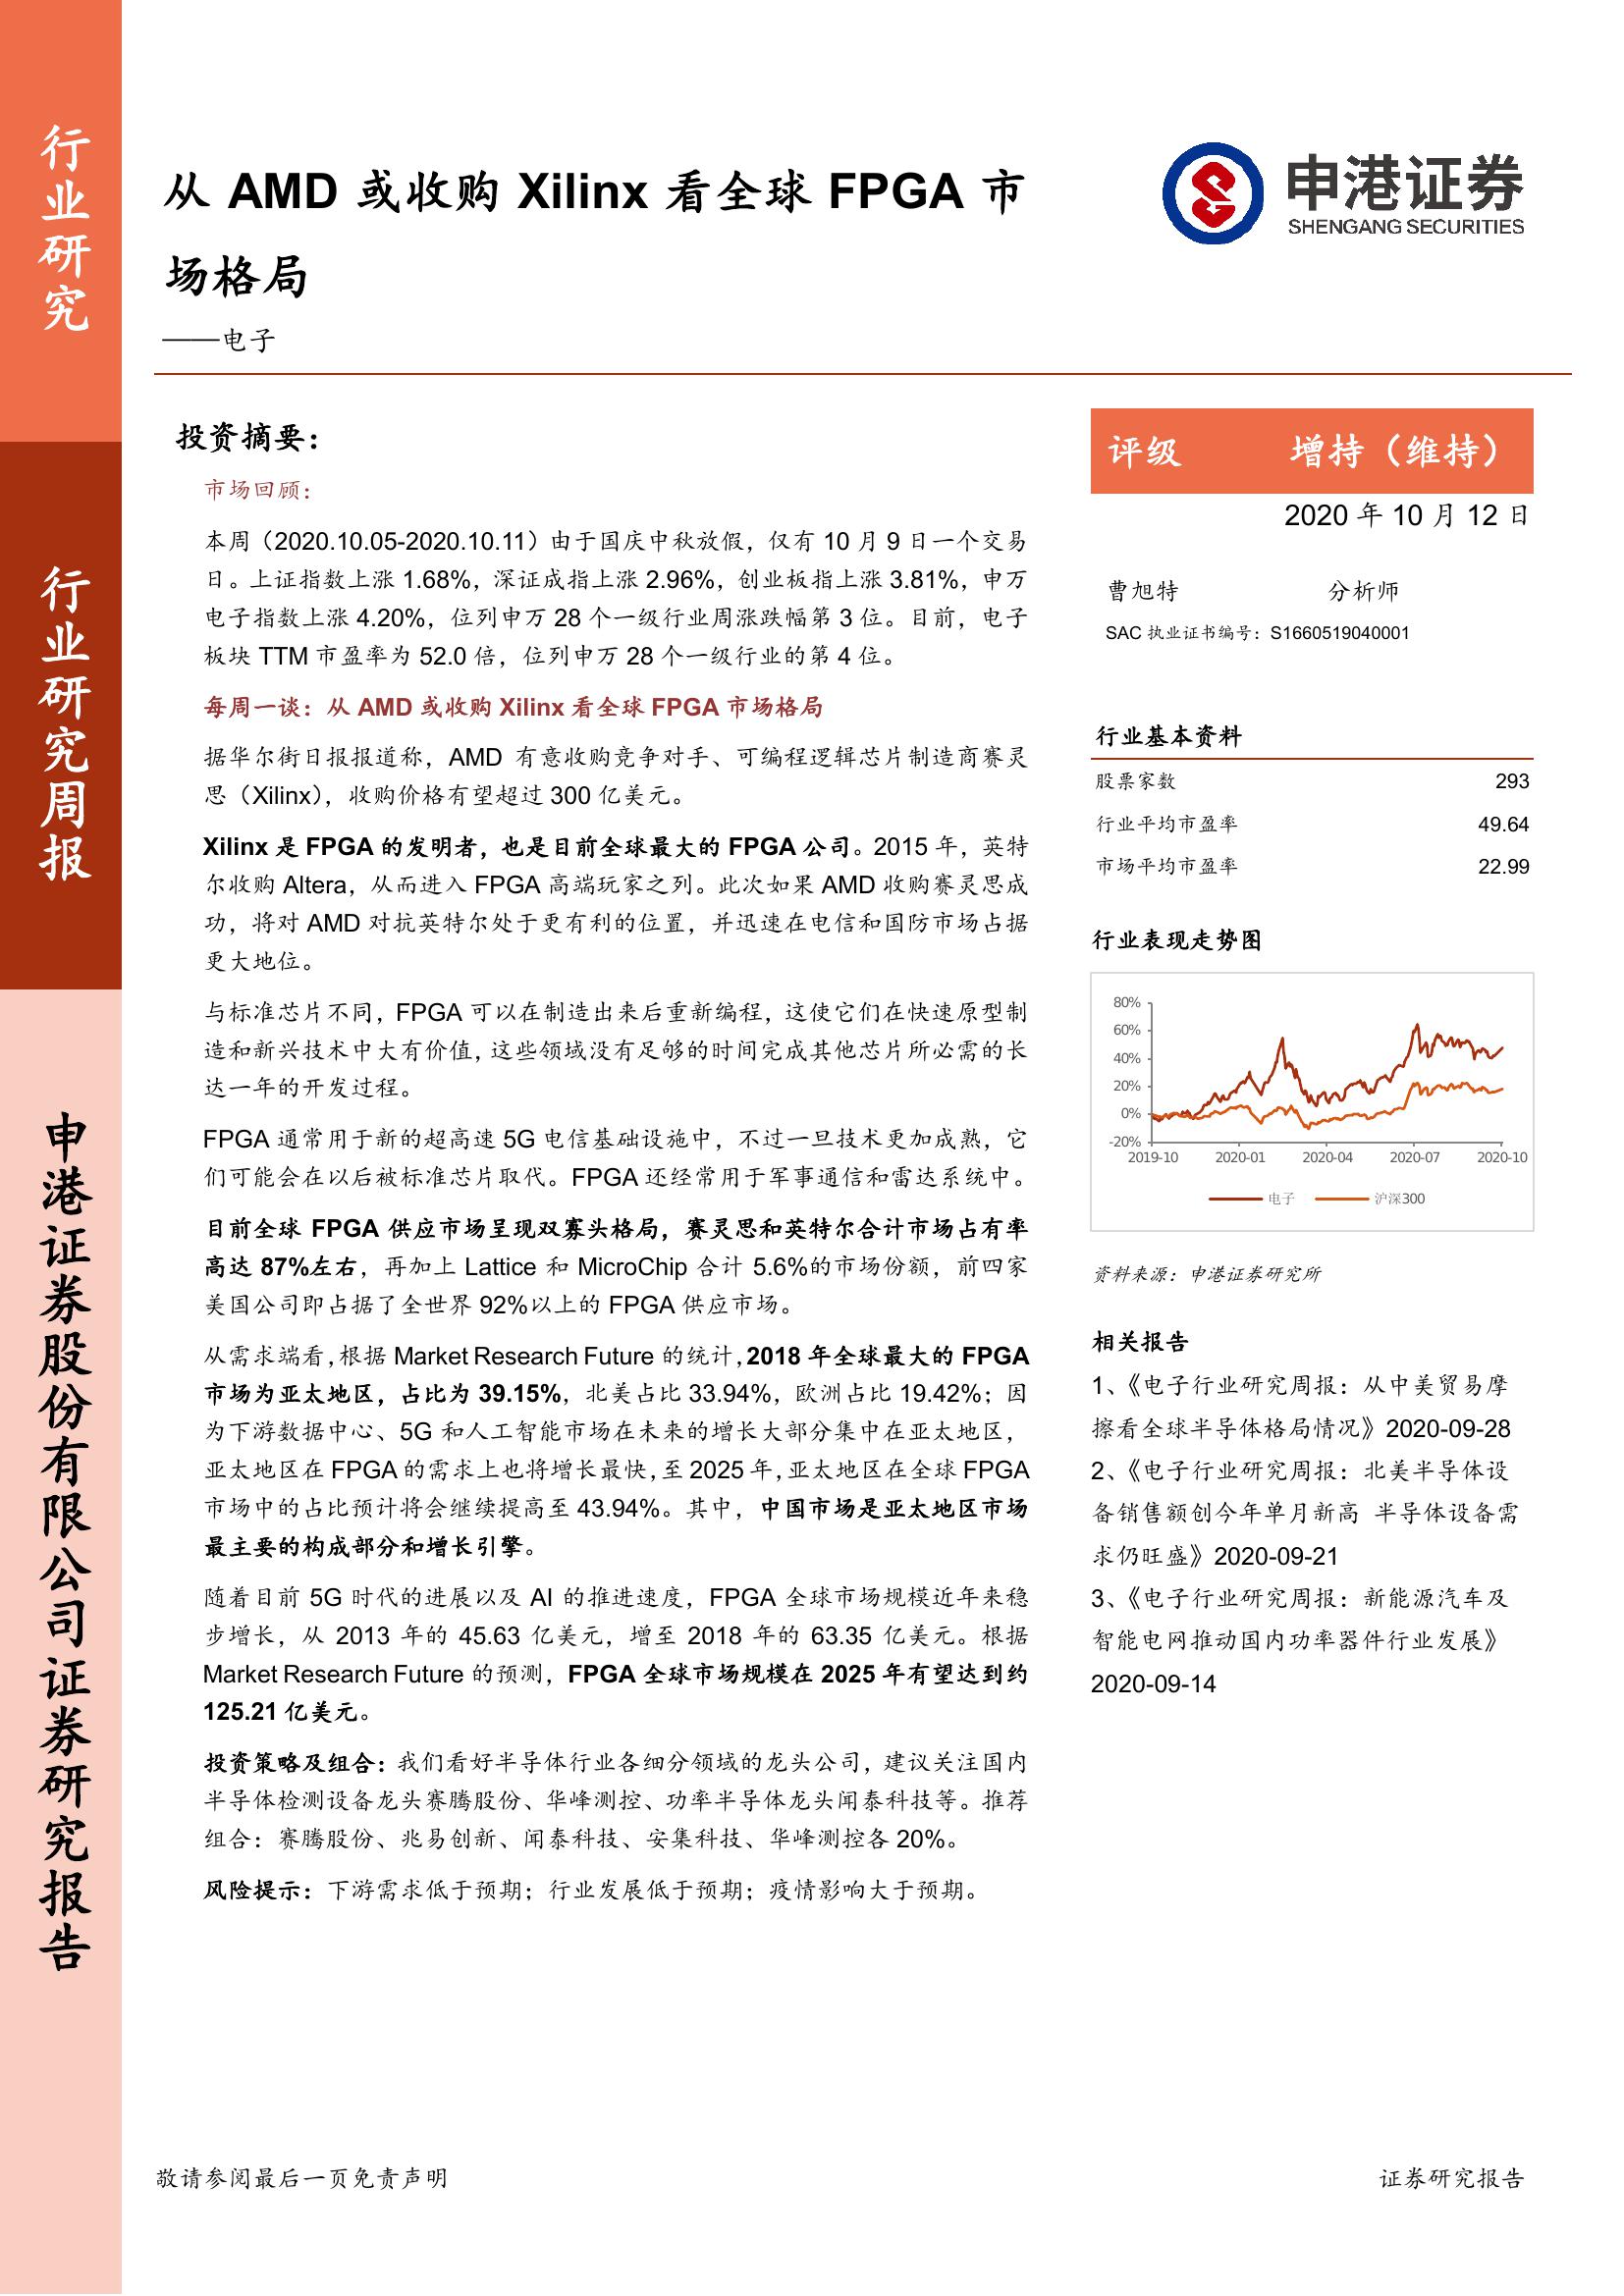 行业研究
行业研究周报
申港证券股份有限公司证券研究报告
从 AMD 或收购 Xilinx 看全球 FPGA 市
场格局
——电子
申港证券
SHENGANG SECURITIES
投资摘要：
市场回顾：
本周（2020.10.05-2020.10.11）由于国庆中秋放假，仅有 10 月 9 日一个交易
日。上证指数上涨 1.68%，深证成指上涨 2.96%，创业板指上涨 3.81%，申万
电子指数上涨 4.20%，位列申万 28 个一级行业周涨跌幅第 3 位。目前，电子
板块 TTM 市盈率为 52.0 倍，位列申万 28 个一级行业的第 4 位。
每周一谈：从 AMD 或收购 Xilinx 看全球 FPGA 市场格局
据华尔街日报报道称，AMD 有意收购竞争对手、可编程逻辑芯片制造商赛灵
思（Xilinx），收购价格有望超过 300 亿美元。
Xilinx 是 FPGA 的发明者，也是目前全球最大的 FPGA 公司。2015 年，英特
尔收购 Altera，从而进入 FPGA 高端玩家之列。此次如果 AMD 收购赛灵思成
功，将对 AMD 对抗英特尔处于更有利的位置，并迅速在电信和国防市场占据
更大地位。
与标准芯片不同，FPGA 可以在制造出来后重新编程，这使它们在快速原型制
造和新兴技术中大有价值，这些领域没有足够的时间完成其他芯片所必需的长
达一年的开发过程。
FPGA 通常用于新的超高速 5G 电信基础设施中，不过一旦技术更加成熟，它
们可能会在以后被标准芯片取代。FPGA 还经常用于军事通信和雷达系统中。
目前全球 FPGA 供应市场呈现双寡头格局，赛灵思和英特尔合计市场占有率
高达 87%左右，再加上 Lattice 和 MicroChip 合计 5.6%的市场份额，前四家
美国公司即占据了全世界 92%以上的 FPGA 供应市场。
从需求端看，根据 Market Research Future 的统计，2018 年全球最大的 FPGA
市场为亚太地区，占比为 39.15%，北美占比 33.94%，欧洲占比 19.42%；因
为下游数据中心、5G 和人工智能市场在未来的增长大部分集中在亚太地区，
亚太地区在 FPGA 的需求上也将增长最快，至 2025 年，亚太地区在全球 FPGA
市场中的占比预计将会继续提高至 43.94%。其中，中国市场是亚太地区市场
最主要的构成部分和增长引擎。
随着目前 5G 时代的进展以及 AI 的推进速度，FPGA 全球市场规模近年来稳
步增长，从 2013 年的 45.63 亿美元，增至 2018 年的 63.35 亿美元。根据
Market Research Future 的预测，FPGA 全球市场规模在 2025 年有望达到约
125.21 亿美元。
投资策略及组合：我们看好半导体行业各细分领域的龙头公司，建议关注国内
半导体检测设备龙头赛腾股份、华峰测控、功率半导体龙头闻泰科技等。推荐
组合：赛腾股份、兆易创新、闻泰科技、安集科技、华峰测控各 20%。
风险提示：下游需求低于预期；行业发展低于预期；疫情影响大于预期。
评级 增持（维持）
2020 年 10 月 12 日
曹旭特 分析师
SAC 执业证书编号：S1660519040001
行业基本资料
股票家数 293
行业平均市盈率 49.64
市场平均市盈率 22.99
行业表现走势图
80%
60%
40%
20%
0%
-20%
2019-10 2020-01 2020-04 2020-07 2020-10
电子 沪深300
资料来源：申港证券研究所
相关报告
1、《电子行业研究周报：从中美贸易摩
擦看全球半导体格局情况》2020-09-28
2、《电子行业研究周报：北美半导体设
备销售额创今年单月新高 半导体设备需
求仍旺盛》2020-09-21
3、《电子行业研究周报：新能源汽车及
智能电网推动国内功率器件行业发展》
2020-09-14
敬请参阅最后一页免责声明 证券研究报告